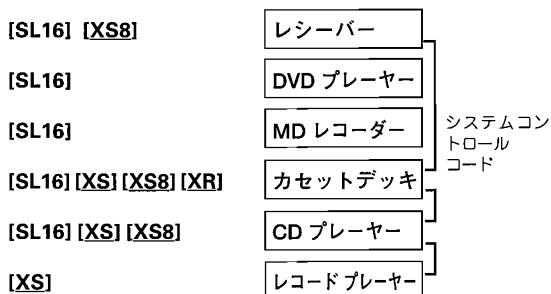 [SL16] [XS8] レシーバー
[SL16] DVD プレーヤー
[SL16] MD レコーダー
システムコン
トロール
コード
[SL16] [XS] [XS8] [XR] カセットデッキ
[SL16] [XS] [XS8] CD プレーヤー
[XS] レコード プレーヤー